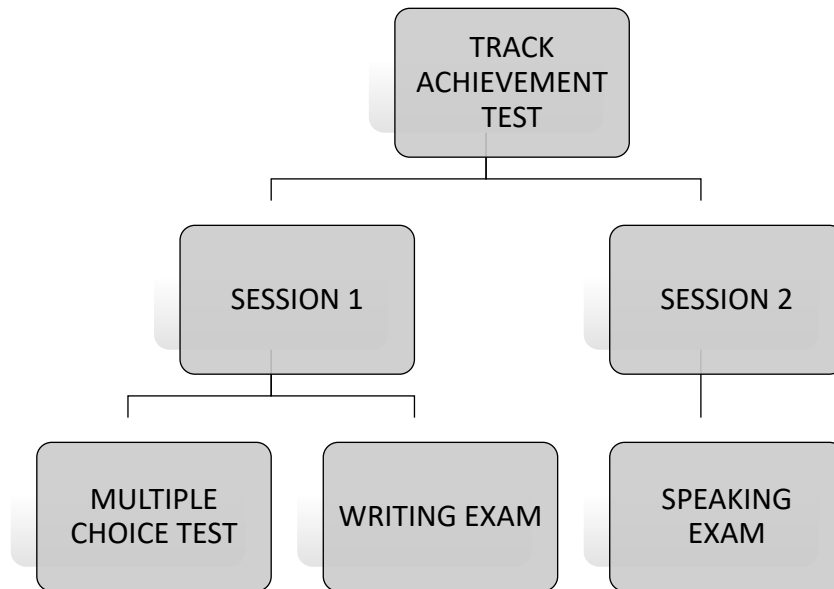 TRACK
ACHIEVEMENT
TEST
SESSION 1
SESSION 2
MULTIPLE
CHOICE TEST
WRITING EXAM
SPEAKING
EXAM